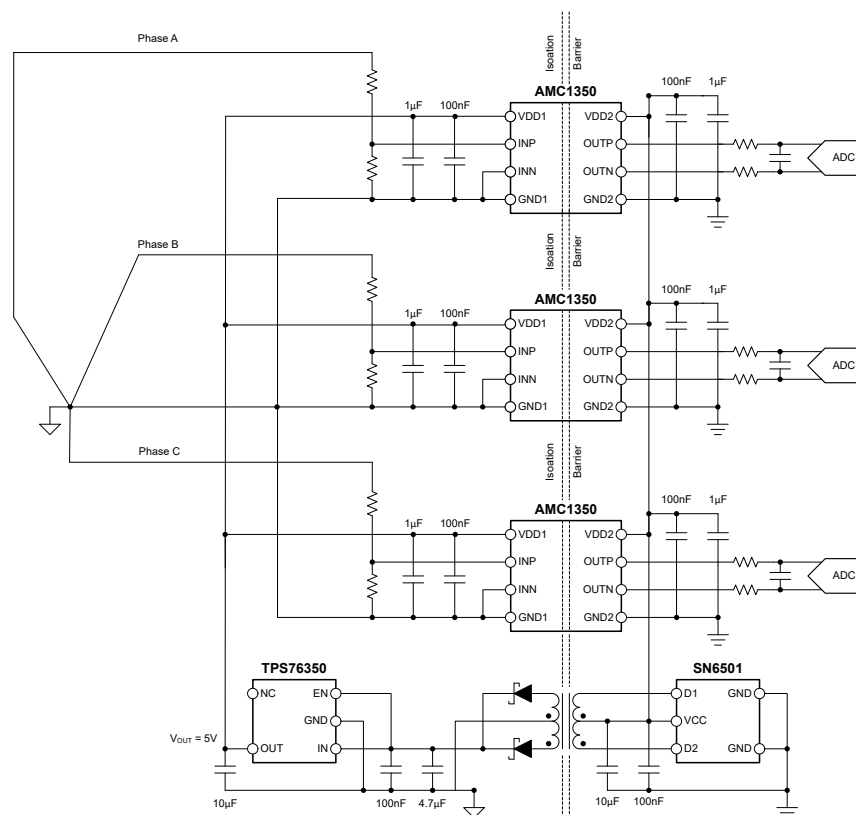 Phase A
Isoation
Barrier
AMC1350
1µF
100nF
VDD1
INP
INN
GND1
VDD2
OUTP
OUTN
GND2
100nF
1µF
ADC
Phase B
Isolation
Barrier
AMC1350
1µF
100nF
VDD1
INP
INN
GND1
VDD2
OUTP
OUTN
GND2
100nF
1µF
ADC
Phase C
Isolation
Barrier
AMC1350
1µF
100nF
VDD1
INP
INN
GND1
VDD2
OUTP
OUTN
GND2
100nF
1µF
ADC
TPS76350
NC
EN
GND
OUT
IN
VOUT = 5V
10µF
100nF
4.7µF
SN6501
D1
VCC
D2
GND
GND
10µF
100nF